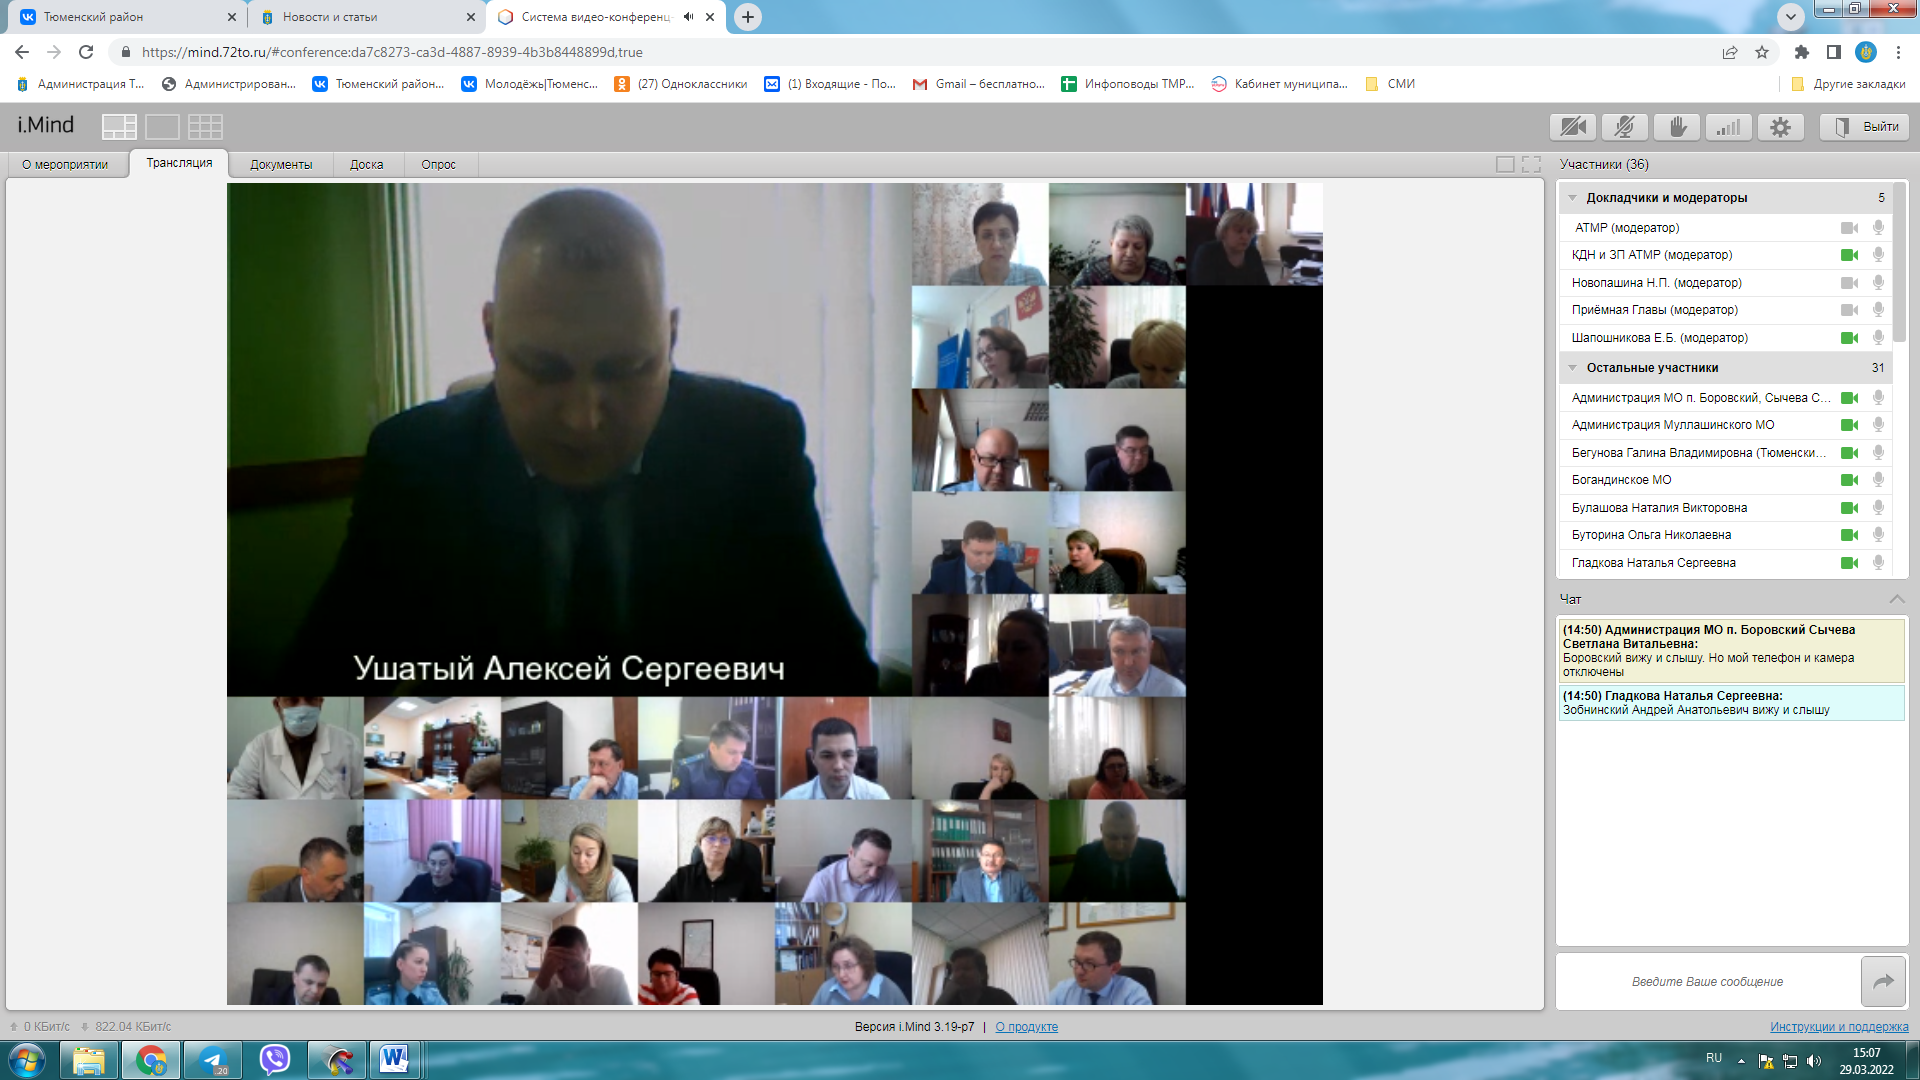 Тюменский район
Новости и статьи
Система видео-конференц-
https://mind.72to.ru/#conference:da7c8273-ca3d-4887-8939-4b3b8448899d,true
Администрация Т...
Администрирован...
Тюменский район...
Молодёжь|Тюменс...
(27) Одноклассники
(1) Входящие - По...
Gmail – бесплатно...
Инфоповоды ТМР...
Кабинет муниципа...
СМИ
Другие закладки
i.Mind
Выйти
О мероприятии
Трансляция
Документы
Доска
Опрос
Участники (36)
Докладчики и модераторы 5
АТМР (модератор)
КДН и ЗП АТМР (модератор)
Новопашина Н.П. (модератор)
Приёмная Главы (модератор)
Шапошникова Е.Б. (модератор)
Остальные участники 31
Администрация МО п. Боровский, Сычева С...
Администрация Муллашинского МО
Бегунова Галина Владимировна (Тюменски...
Богандинское МО
Булашова Наталия Викторовна
Буторина Ольга Николаевна
Гладкова Наталья Сергеевна
Ушатый Алексей Сергеевич
Чат
(14:50) Администрация МО п. Боровский Сычева
Светлана Витальевна:
Боровский вижу и слышу. Но мой телефон и камера
отключены
(14:50) Гладкова Наталья Сергеевна:
Зобнинский Андрей Анатольевич вижу и слышу
Введите Ваше сообщение
0 КБит/с 822.04 КБит/с
Версия i.Mind 3.19-p7 | О продукте
Инструкции и поддержка
20
RU
15:07
29.03.2022